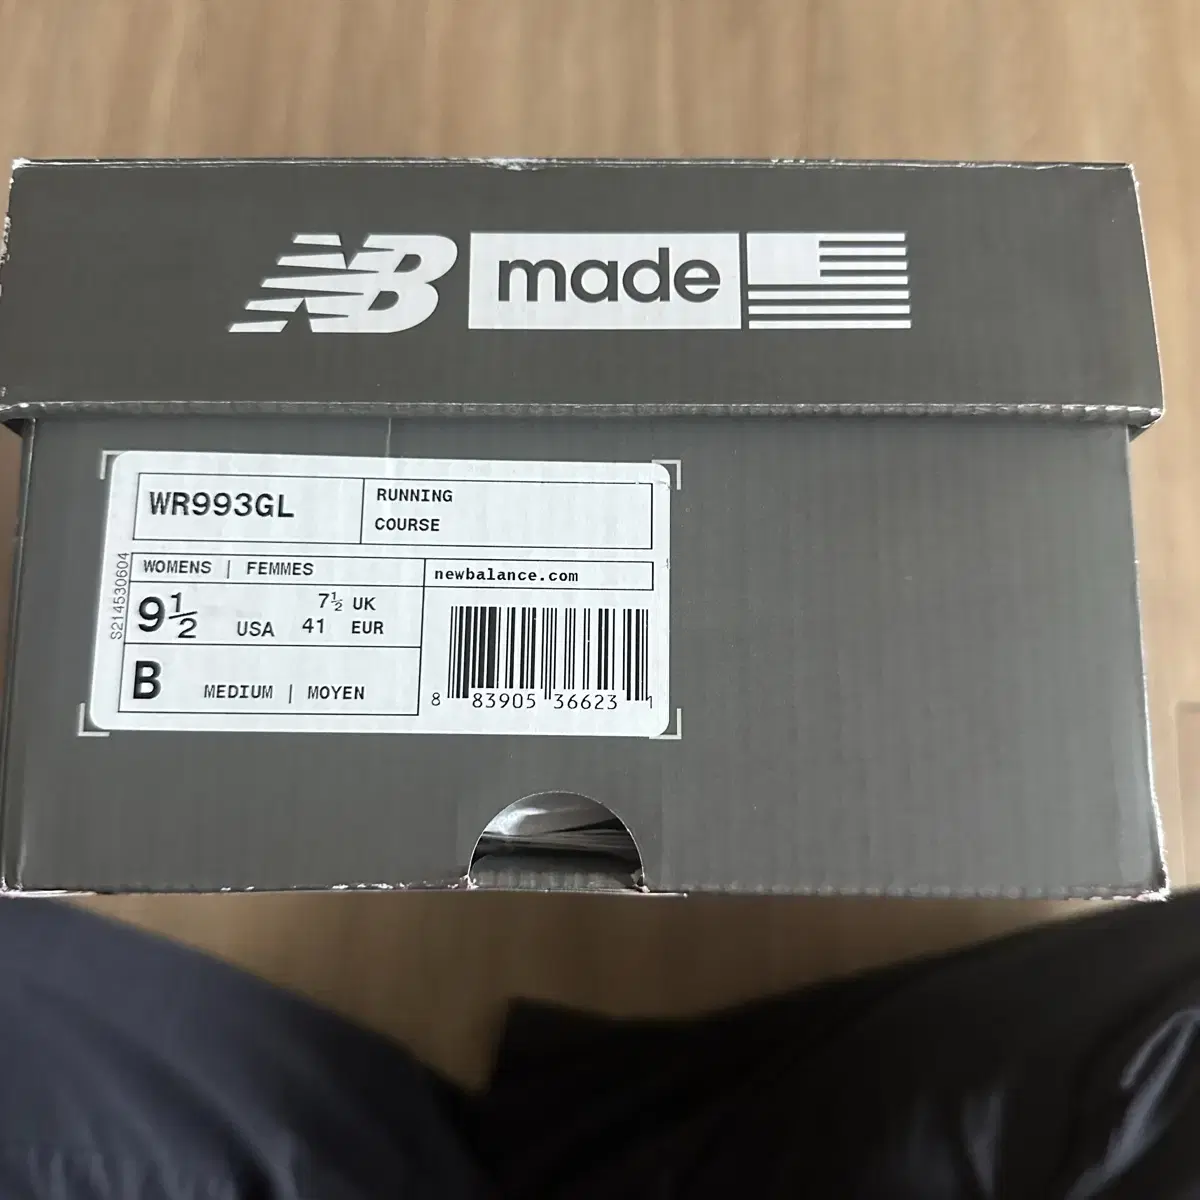 NB made
WR993GL
RUNNING
COURSE
S214530604
WOMENS | FEMMES
newbalance.com
9½ USA
7½ UK
41 EUR
B MEDIUM | MOYEN
8 83905 36623 1